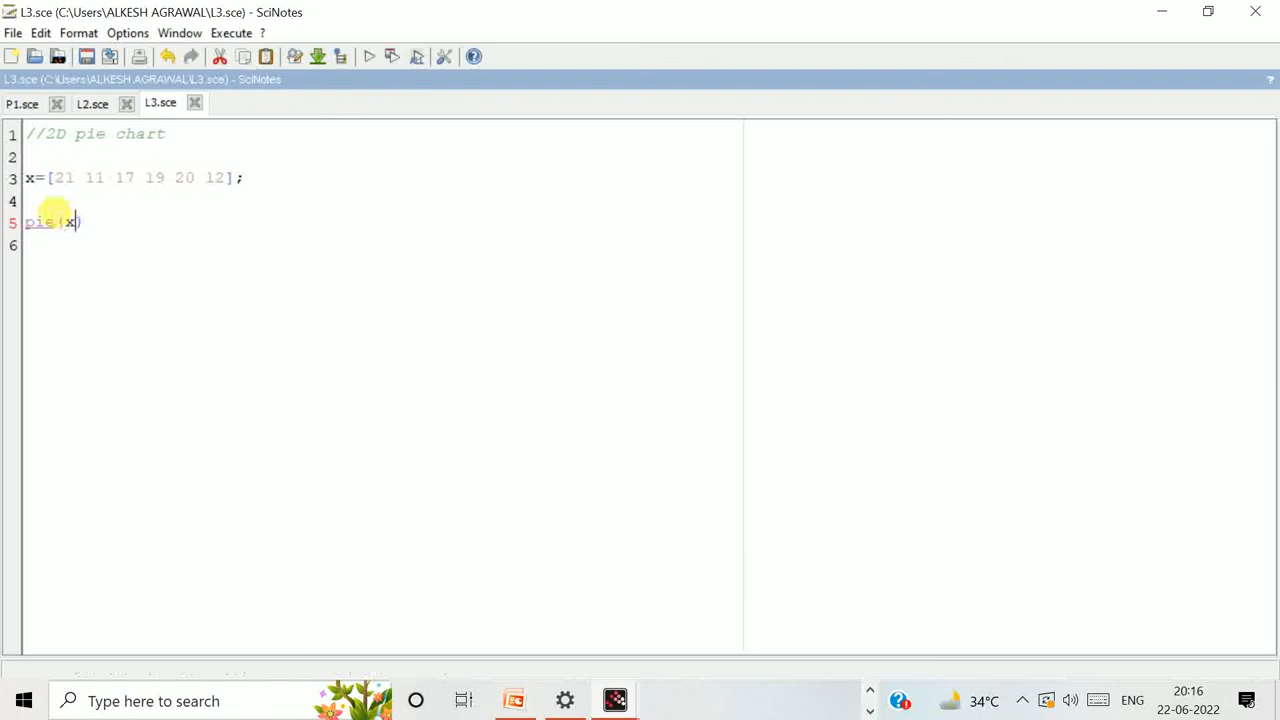 L3.sce (C:\Users\ALKESH AGRAWAL\L3.sce) - SciNotes
File Edit Format Options Window Execute ?
L3.sce (C:\Users\ALKESH AGRAWAL\L3.sce) - SciNotes
P1.sce L2.sce L3.sce
1 //2D pie chart
2
3 x=[21 11 17 19 20 12];
4
5 pie(x)
6
Type here to search
34°C
ENG
20:16
22-06-2022